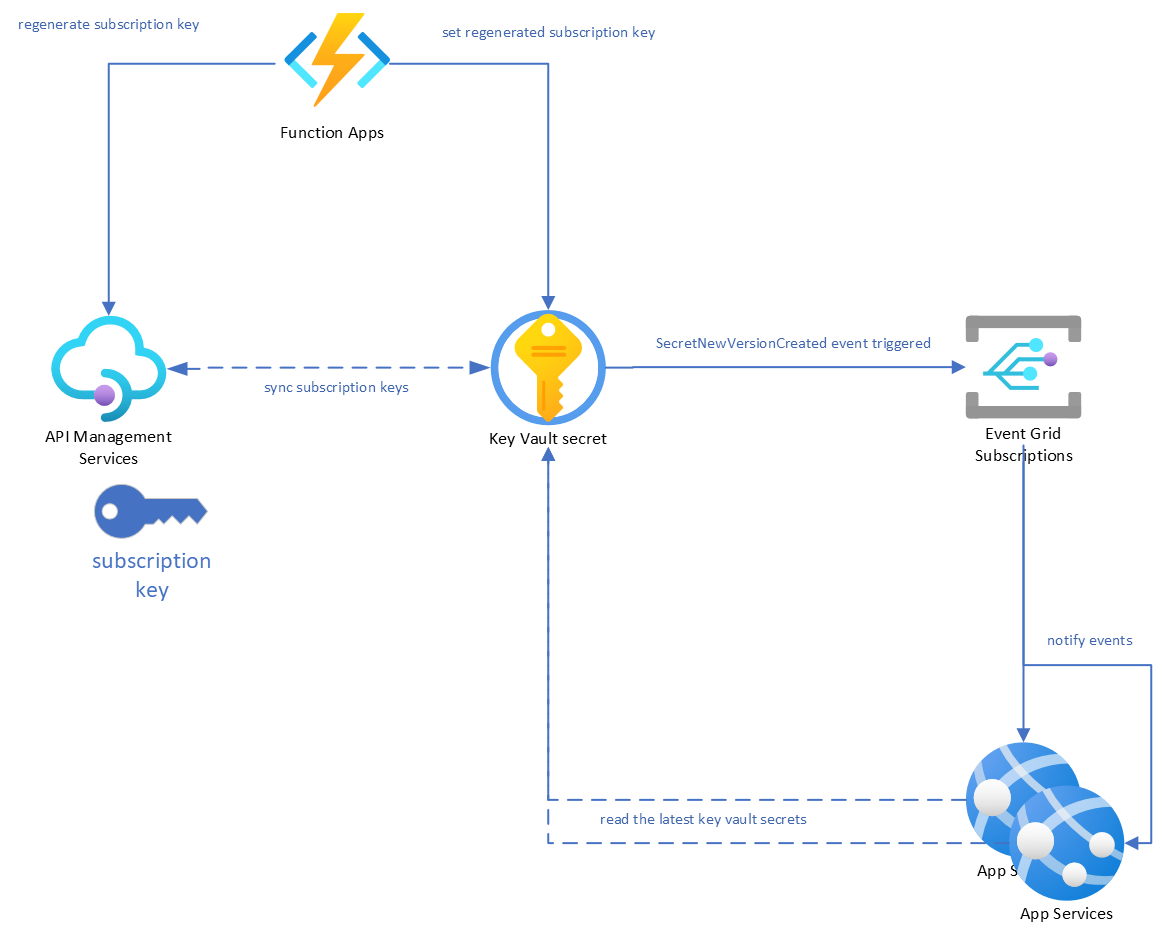 regenerate subscription key
set regenerated subscription key
Function Apps
SecretNewVersionCreated event triggered
sync subscription keys
API Management
Services
Key Vault secret
Event Grid
Subscriptions
subscription
key
notify events
read the latest key vault secrets
App S
App Services